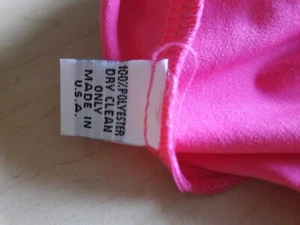 100% POLYESTER
DRY CLEAN
ONLY
MADE IN
U.S.A.